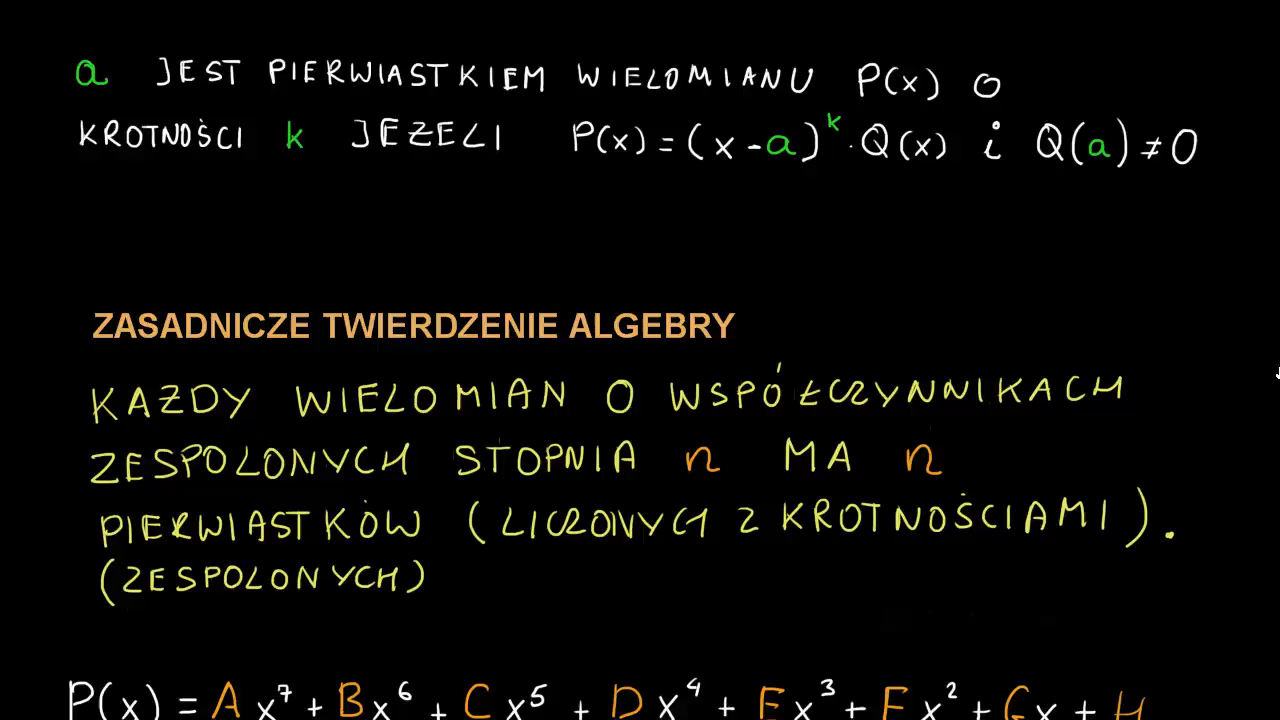 a JEST PIERWIASTKIEM WIELOMIANU P(x) O
KROTNOŚCI k JEŻELI P(x) = (x-a)^k · Q(x) i Q(a) ≠ 0
ZASADNICZE TWIERDZENIE ALGEBRY
KAŻDY WIELOMIAN O WSPÓŁCZYNNIKACH
ZESPOLONYCH STOPNIA n MA n
PIERWIASTKÓW (LICZONYCH Z KROTNOŚCIAMI).
(ZESPOLONYCH)
P(x) = Ax^7 + Bx^6 + Cx^5 + Dx^4 + Ex^3 + Fx^2 + Gx + H